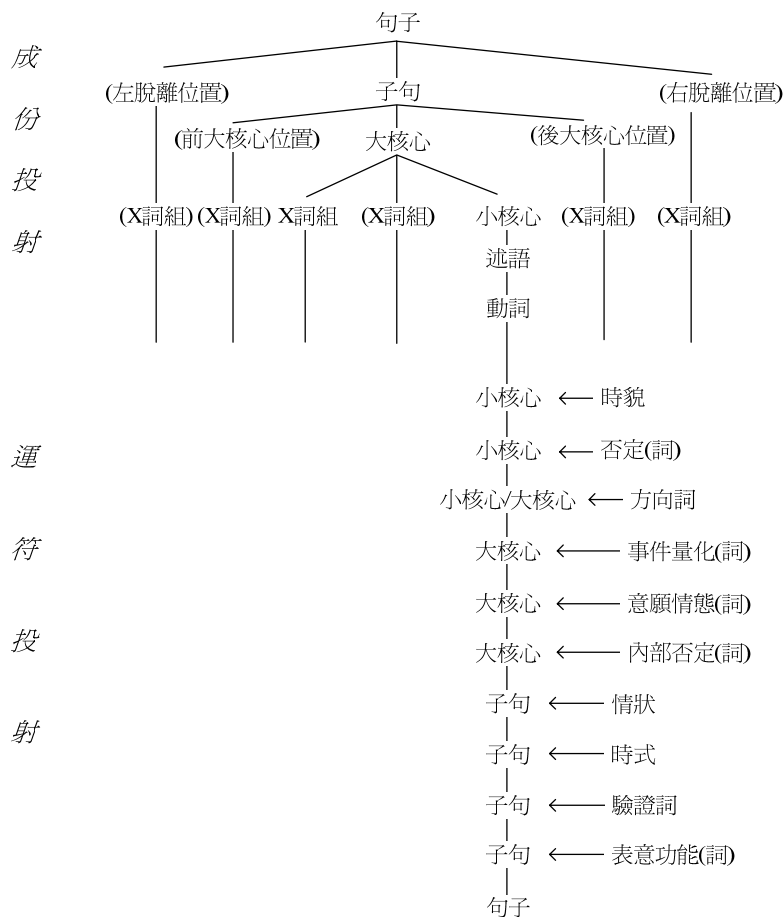 句子
成
(左脫離位置) 子句 (右脫離位置)
份
(前大核心位置) 大核心 (後大核心位置)
投
(X詞組) (X詞組) X詞組 (X詞組) 小核心 (X詞組) (X詞組)
射
述語
動詞
小核心 時貌
運
小核心 否定(詞)
小核心/大核心 方向詞
符
大核心 事件量化(詞)
大核心 意願情態(詞)
投
大核心 內部否定(詞)
子句 情狀
射
子句 時式
子句 驗證詞
子句 表意功能(詞)
句子